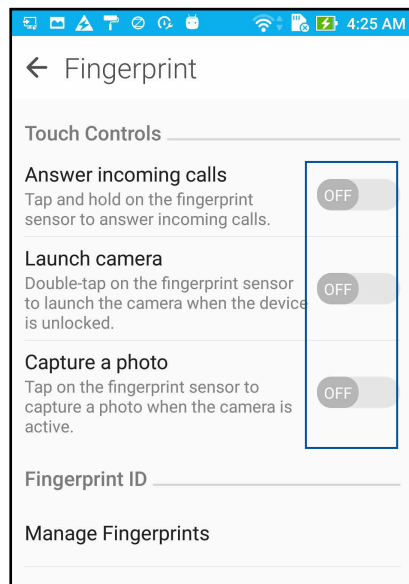 4:25 AM
Fingerprint
Touch Controls
Answer incoming calls
Tap and hold on the fingerprint
sensor to answer incoming calls.
OFF
Launch camera
Double-tap on the fingerprint sensor
to launch the camera when the device
is unlocked.
OFF
Capture a photo
Tap on the fingerprint sensor to
capture a photo when the camera is
active.
OFF
Fingerprint ID
Manage Fingerprints